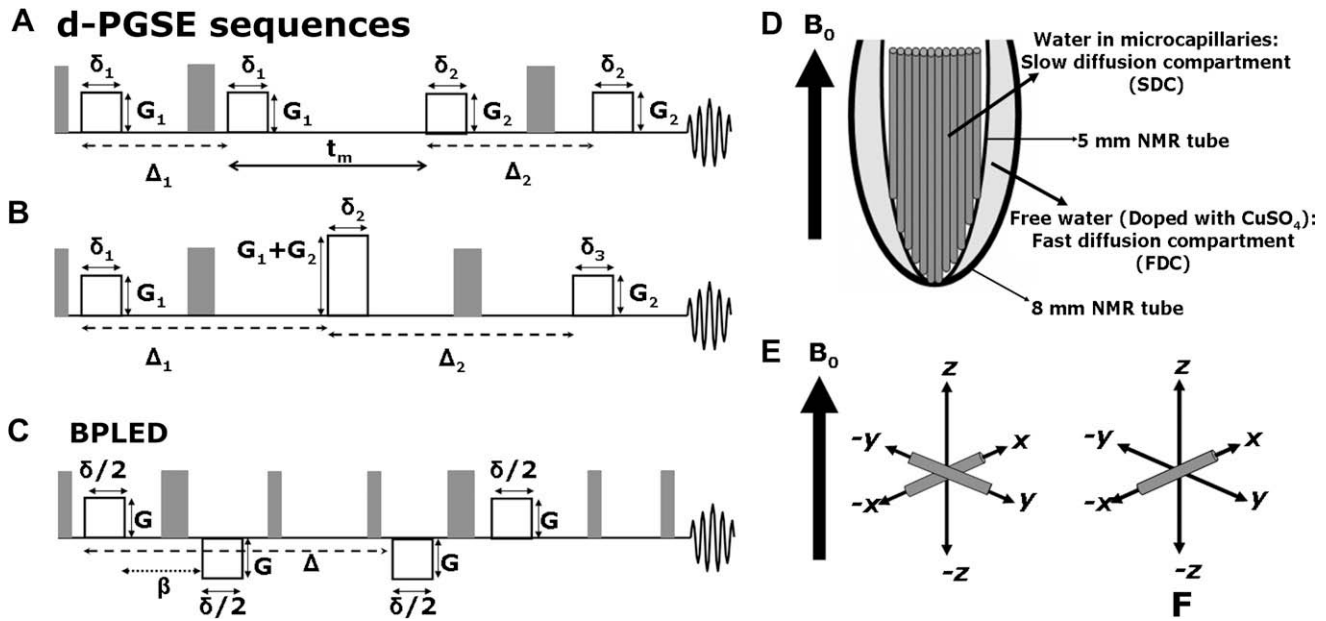 A d-PGSE sequences
δ₁ δ₁ δ₂ δ₂
G₁ G₁ G₂ G₂
tₘ
Δ₁ Δ₂
B
δ₁ δ₂ δ₃
G₁ G₁+G₂ G₂
Δ₁ Δ₂
C BPLED
δ/2 δ/2
G G
G Δ G
β
δ/2 δ/2
D B₀
Water in microcapillaries:
Slow diffusion compartment
(SDC)
5 mm NMR tube
Free water (Doped with CuSO₄):
Fast diffusion compartment
(FDC)
8 mm NMR tube
E B₀
z z
-y x -y x
-x y -x y
-z -z
F